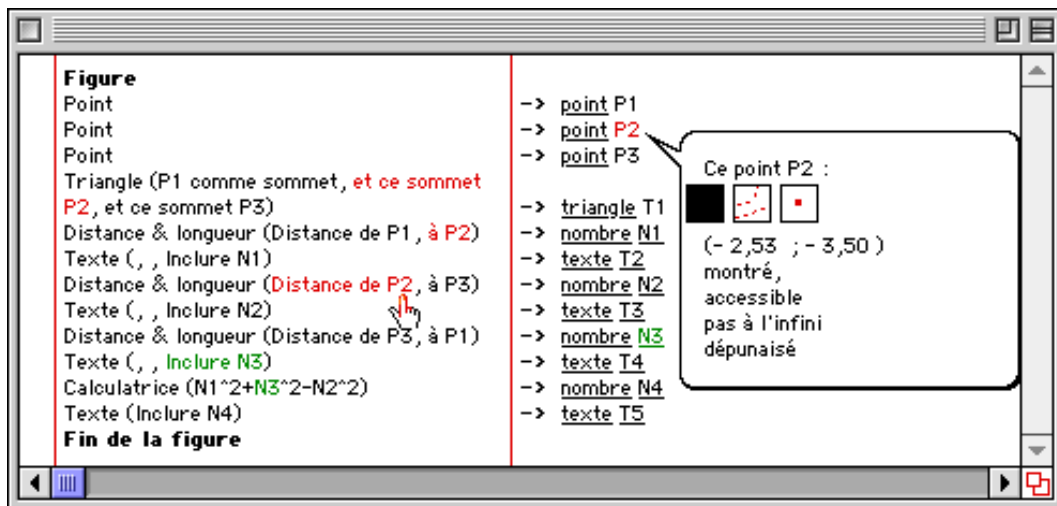 Figure
Point -> point P1
Point -> point P2
Point -> point P3
Triangle (P1 comme sommet, et ce sommet
P2, et ce sommet P3) -> triangle T1
Distance & longueur (Distance de P1, à P2) -> nombre N1
Texte (, , Inclure N1) -> texte T2
Distance & longueur (Distance de P2, à P3) -> nombre N2
Texte (, , Inclure N2) -> texte T3
Distance & longueur (Distance de P3, à P1) -> nombre N3
Texte (, , Inclure N3) -> texte T4
Calculatrice (N1^2+N3^2-N2^2) -> nombre N4
Texte (Inclure N4) -> texte T5
Fin de la figure
Ce point P2 :
(- 2,53 ; - 3,50 )
montré,
accessible
pas à l'infini
dépunaisé